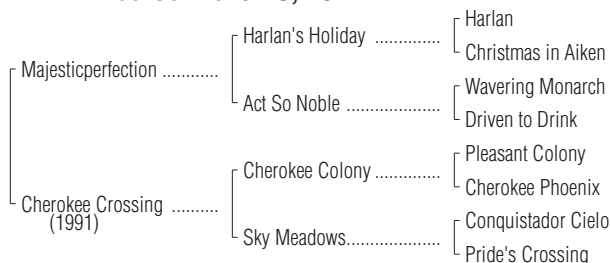 Harlan
Harlan's Holiday ..............
Christmas in Aiken
Majesticperfection ...........
Wavering Monarch
Act So Noble .....................
Driven to Drink
Pleasant Colony
Cherokee Colony ..............
Cherokee Phoenix
Cherokee Crossing .........
(1991)
Conquistador Cielo
Sky Meadows....................
Pride's Crossing